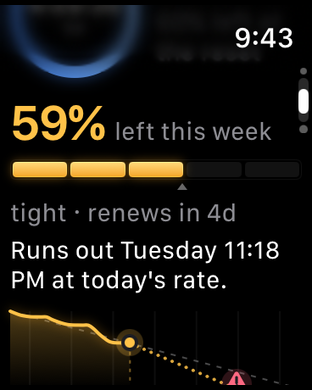 9:43
59% left this week
tight · renews in 4d
Runs out Tuesday 11:18
PM at today's rate.